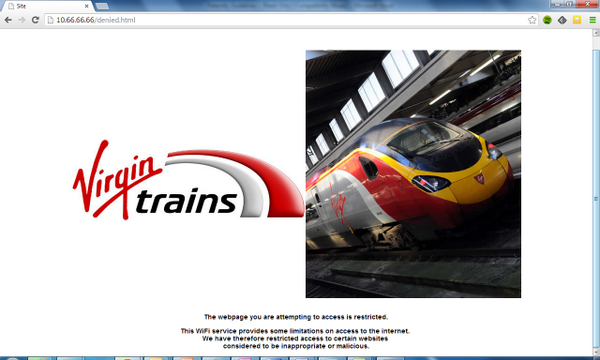 Site
10.66.66.66/denied.html
Virgin
trains
Virgin
The webpage you are attempting to access is restricted.
This WiFi service provides some limitations on access to the internet.
We have therefore restricted access to certain websites
considered to be inappropriate or malicious.